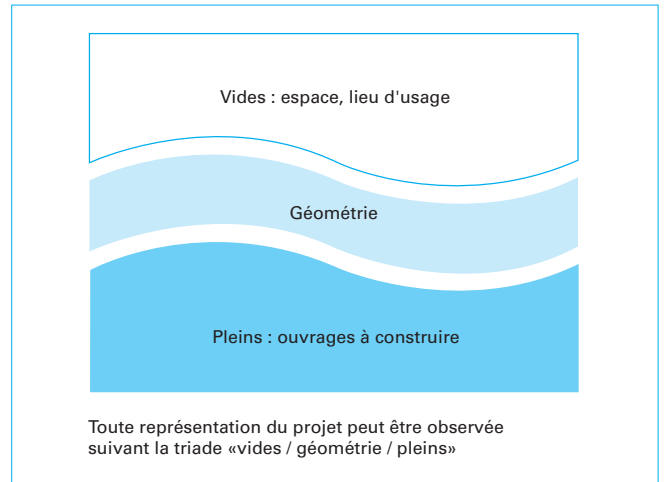 Vides : espace, lieu d'usage
Géométrie
Pleins : ouvrages à construire
Toute représentation du projet peut être observée
suivant la triade «vides / géométrie / pleins»